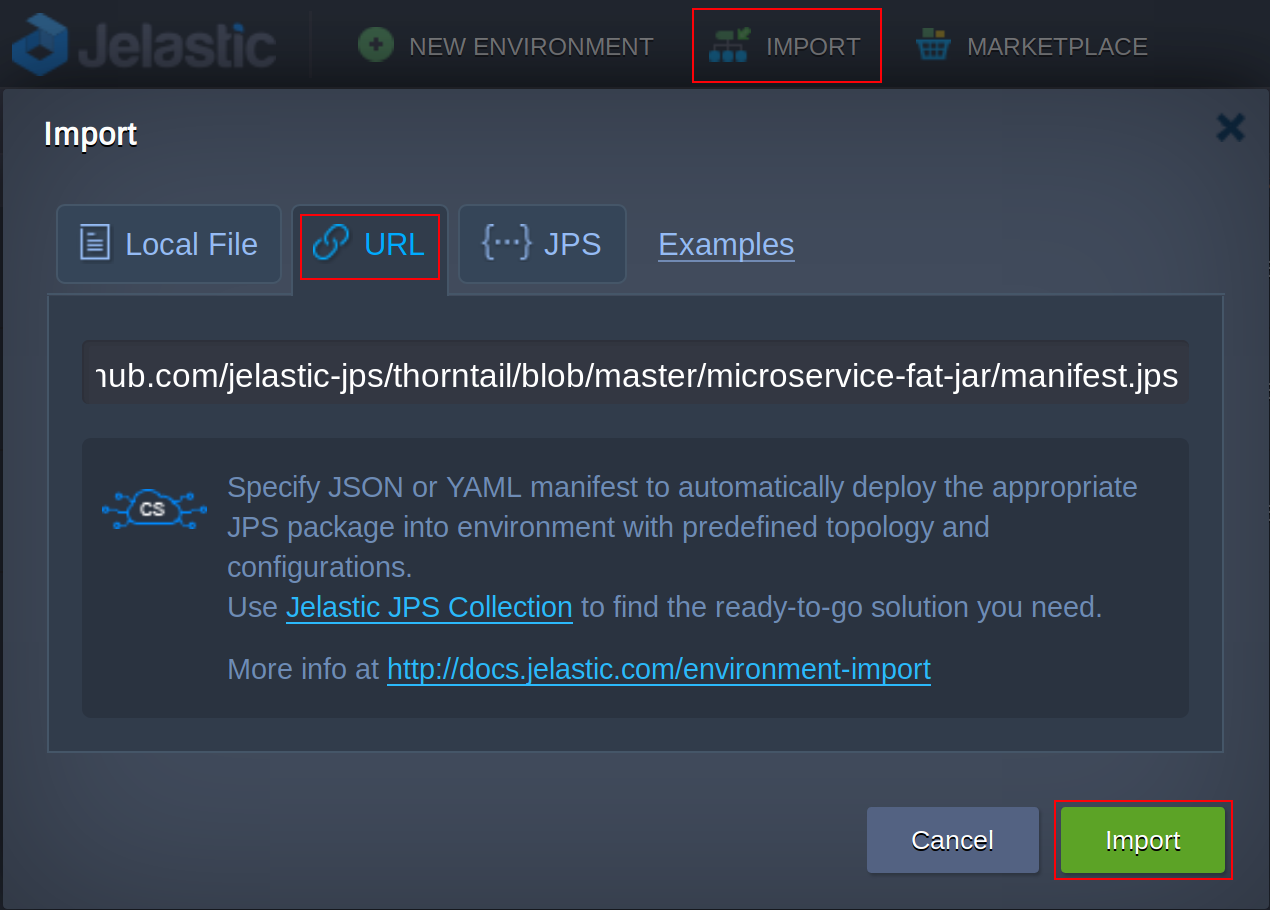 Jelastic NEW ENVIRONMENT IMPORT MARKETPLACE
Import
Local File URL {···} JPS Examples
hub.com/jelastic-jps/thorntail/blob/master/microservice-fat-jar/manifest.jps
CS
Specify JSON or YAML manifest to automatically deploy the appropriate
JPS package into environment with predefined topology and
configurations.
Use Jelastic JPS Collection to find the ready-to-go solution you need.
More info at http://docs.jelastic.com/environment-import
Cancel Import